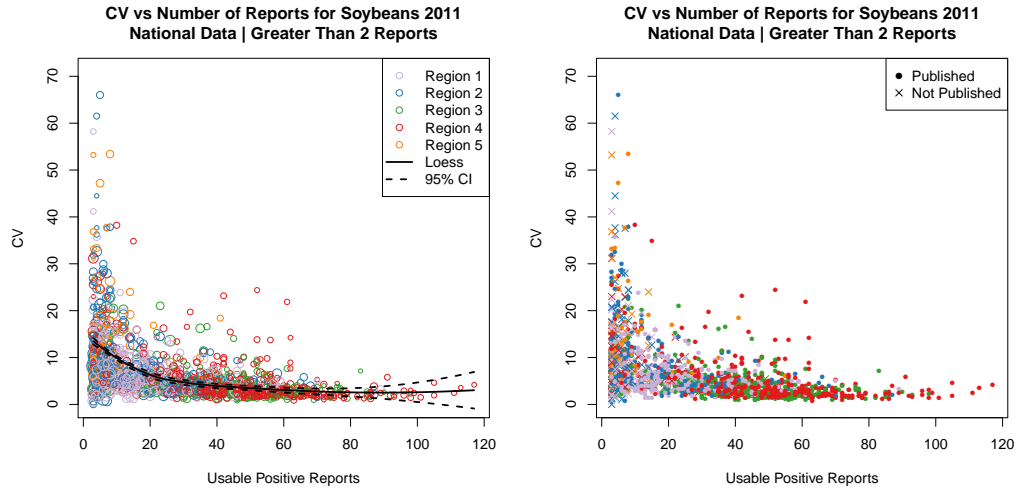 CV vs Number of Reports for Soybeans 2011
National Data | Greater Than 2 Reports
Region 1
Region 2
Region 3
Region 4
Region 5
Loess
95% CI
70
60
50
40
30
20
10
0
CV
0 20 40 60 80 100 120
Usable Positive Reports
CV vs Number of Reports for Soybeans 2011
National Data | Greater Than 2 Reports
Published
Not Published
70
60
50
40
30
20
10
0
CV
0 20 40 60 80 100 120
Usable Positive Reports